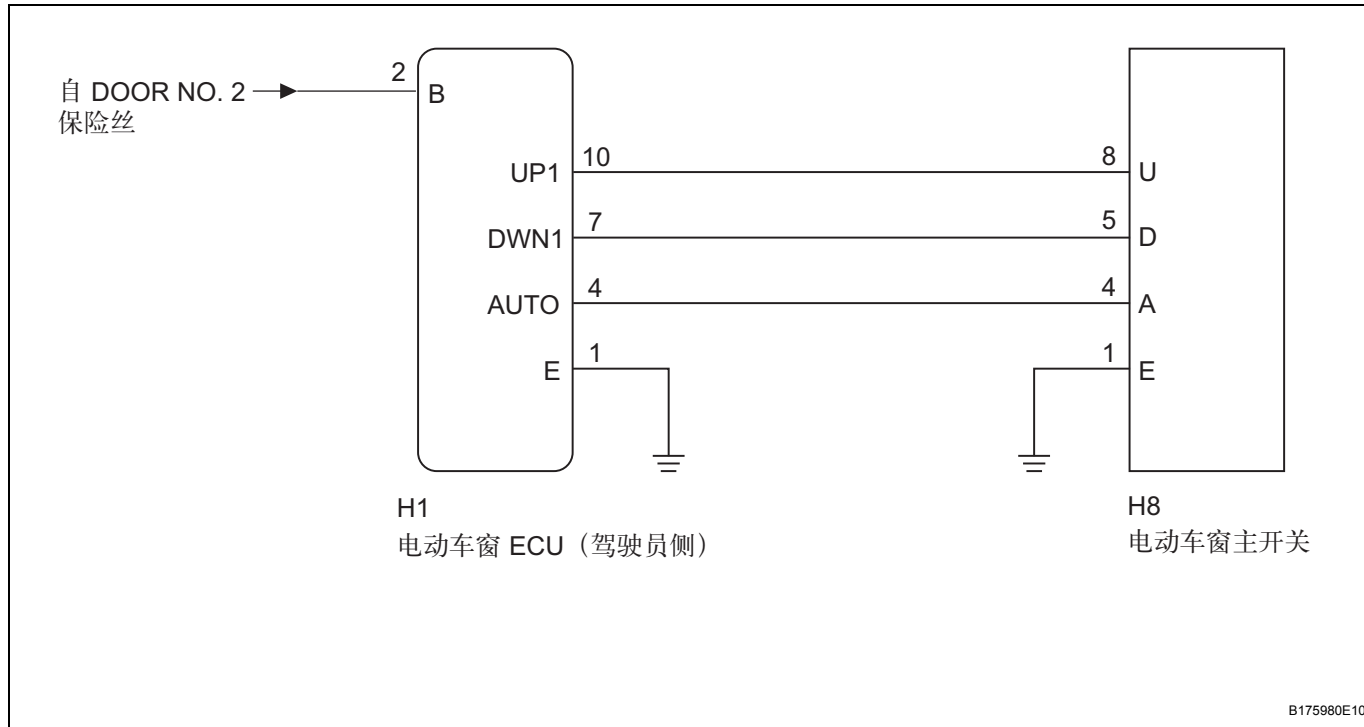 自 DOOR NO. 2
保险丝
2
B
UP1
10
8
U
DWN1
7
5
D
AUTO
4
4
A
E
1
1
E
H1
电动车窗 ECU（驾驶员侧）
H8
电动车窗主开关
B175980E10